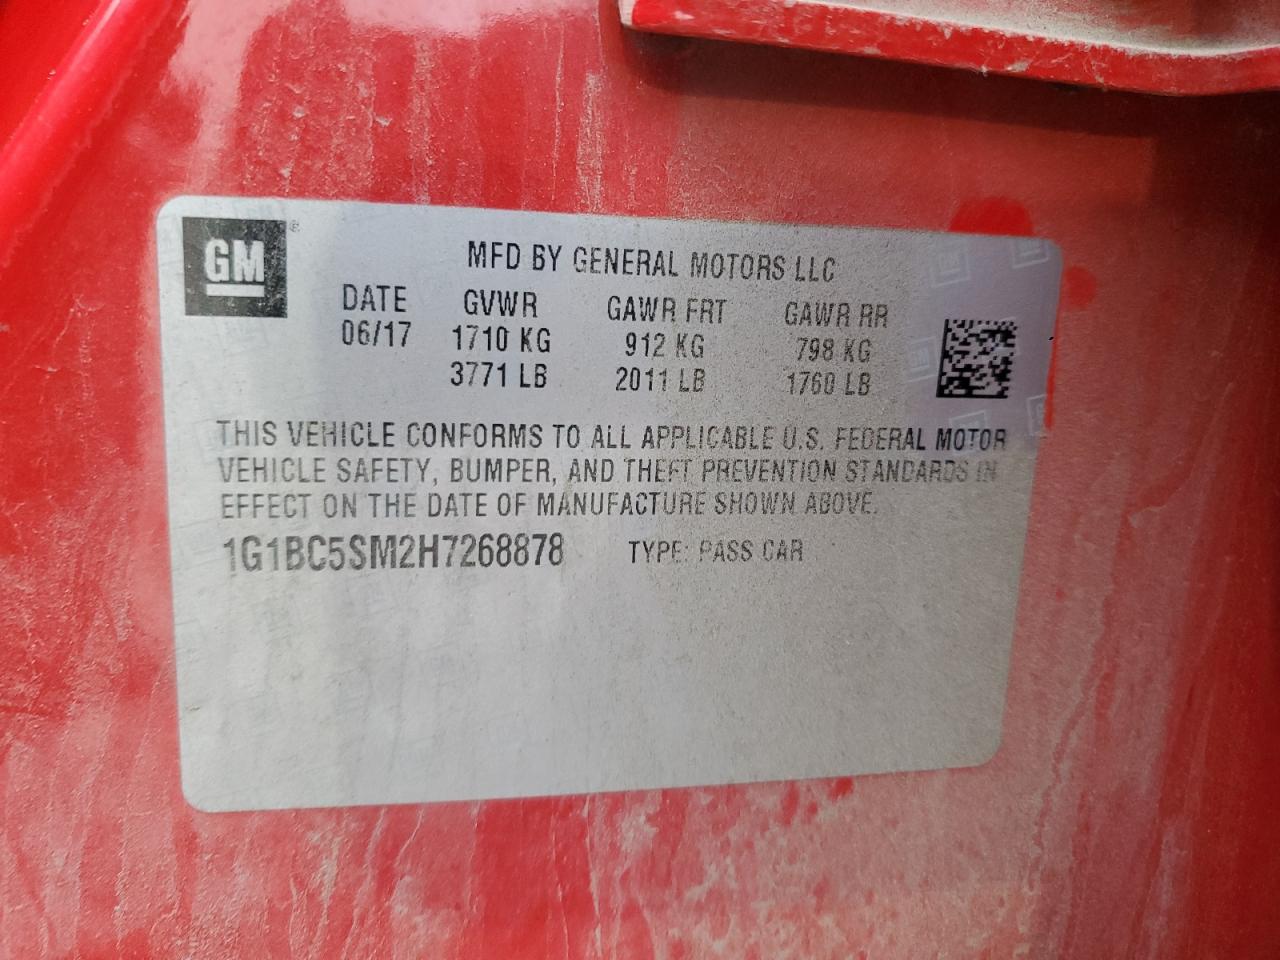 GM ®
MFD BY GENERAL MOTORS LLC
DATE GVWR GAWR FRT GAWR RR
06/17 1710 KG 912 KG 798 KG
3771 LB 2011 LB 1760 LB
THIS VEHICLE CONFORMS TO ALL APPLICABLE U.S. FEDERAL MOTOR
VEHICLE SAFETY, BUMPER, AND THEFT PREVENTION STANDARDS IN
EFFECT ON THE DATE OF MANUFACTURE SHOWN ABOVE.
1G1BC5SM2H7268878 TYPE: PASS CAR